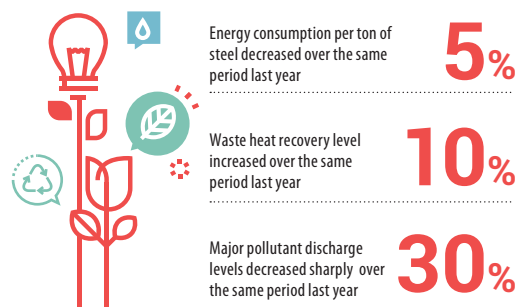 Energy consumption per ton of
steel decreased over the same
period last year
5%
Waste heat recovery level
increased over the same
period last year
10%
Major pollutant discharge
levels decreased sharply over
the same period last year
30%